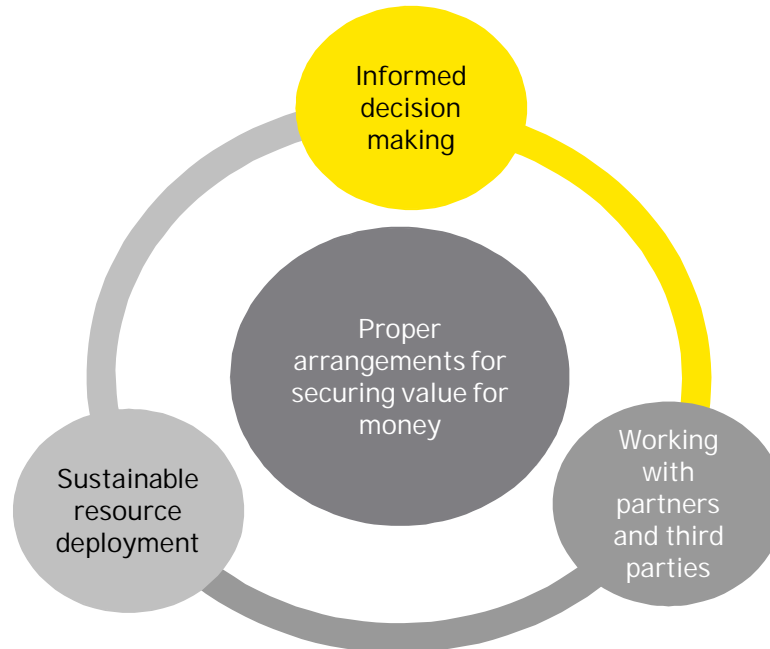 Informed
decision
making
Proper
arrangements for
securing value for
money
Sustainable
resource
deployment
Working
with
partners
and third
parties